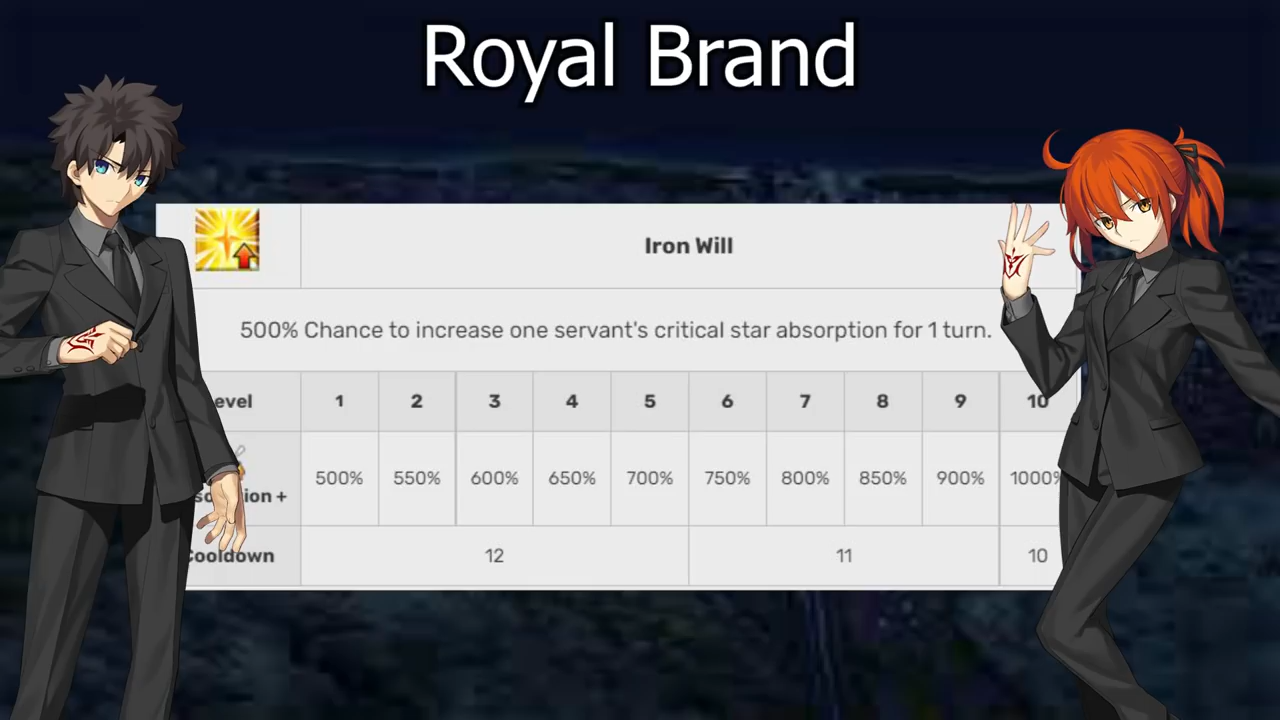 Royal Brand
Iron Will
500% Chance to increase one servant's critical star absorption for 1 turn.
evel 1 2 3 4 5 6 7 8 9 10
500% 550% 600% 650% 700% 750% 800% 850% 900% 1000%
ion +
Cooldown 12 11 10